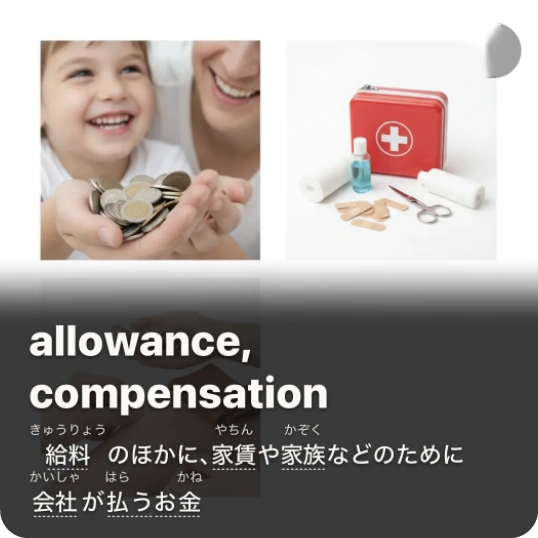 allowance,
compensation
きゅうりょう やちん かぞく
給料 のほかに、家賃や家族などのために
かいしゃ はら かね
会社が払うお金